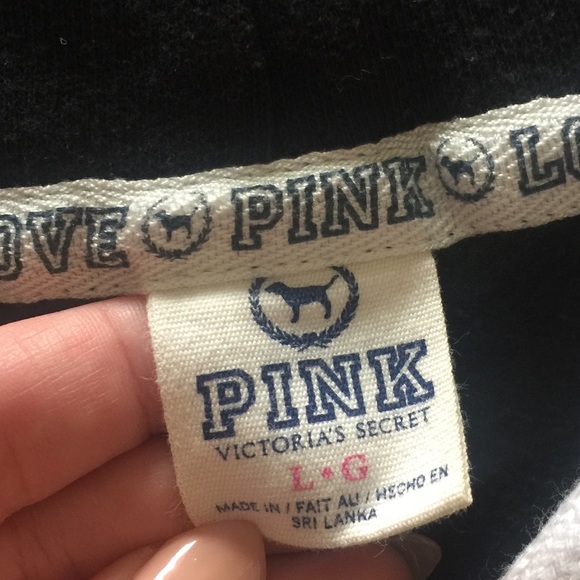 OVE PINK LO
PINK
VICTORIA'S SECRET
L • G
MADE IN / FAIT AU / HECHO EN
SRI LANKA